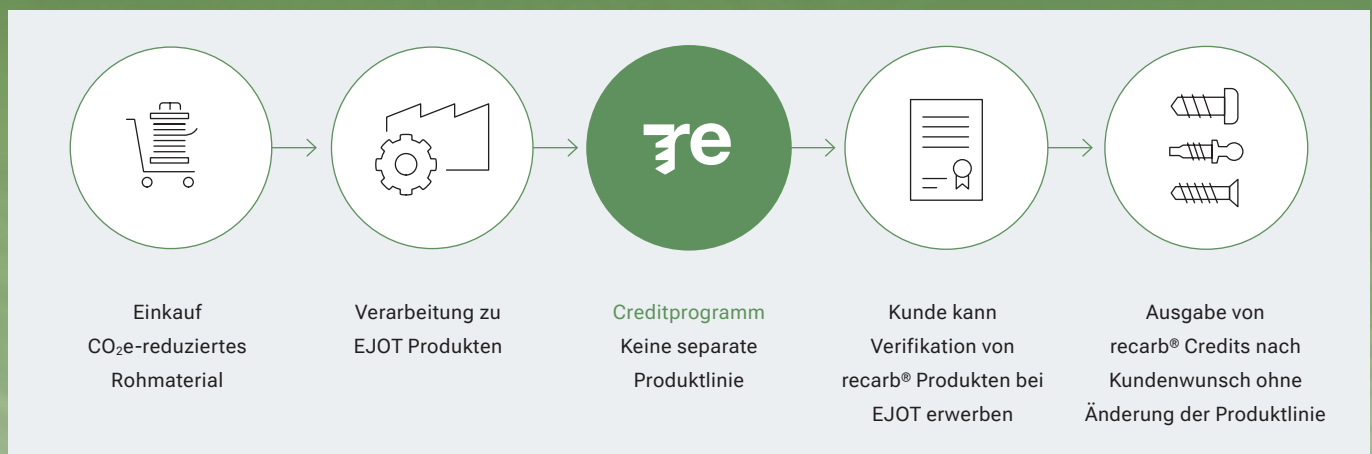 re
Einkauf
CO₂e-reduziertes
Rohmaterial
Verarbeitung zu
EJOT Produkten
Creditprogramm
Keine separate
Produktlinie
Kunde kann
Verifikation von
recarb® Produkten bei
EJOT erwerben
Ausgabe von
recarb® Credits nach
Kundenwunsch ohne
Änderung der Produktlinie